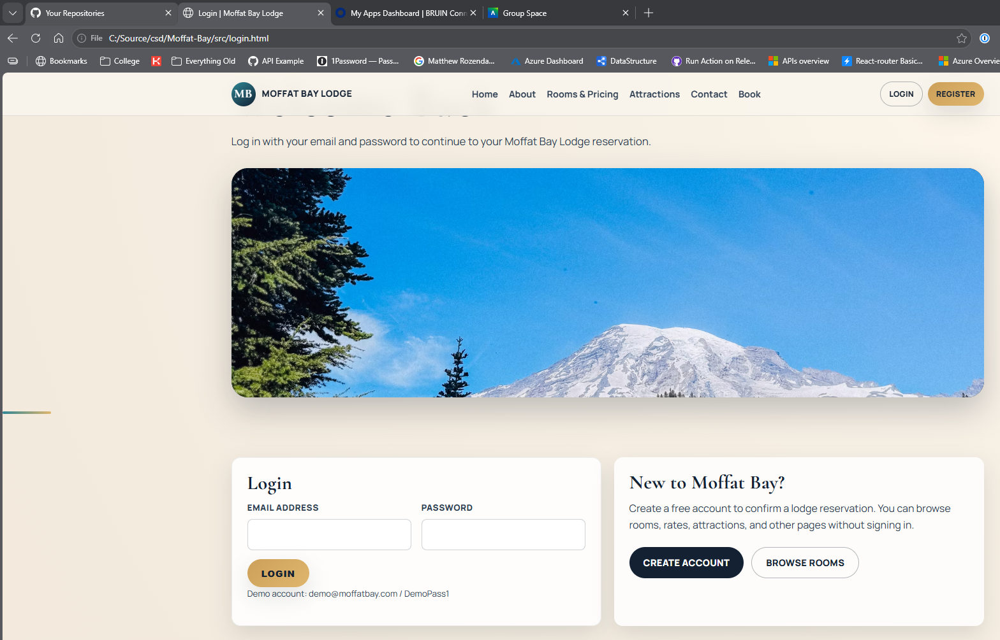 Your Repositories
Login | Moffat Bay Lodge
My Apps Dashboard | BRUIN Conn
Group Space
File C:/Source/csd/Moffat-Bay/src/login.html
Bookmarks College Everything Old API Example 1Password — Pass... Matthew Rozenda... Azure Dashboard DataStructure Run Action on Rele... APIs overview React-router Basic... Azure Overvie
MB MOFFAT BAY LODGE Home About Rooms & Pricing Attractions Contact Book LOGIN REGISTER
Log in with your email and password to continue to your Moffat Bay Lodge reservation.
Login
EMAIL ADDRESS PASSWORD
LOGIN
Demo account: demo@moffatbay.com / DemoPass1
New to Moffat Bay?
Create a free account to confirm a lodge reservation. You can browse
rooms, rates, attractions, and other pages without signing in.
CREATE ACCOUNT BROWSE ROOMS